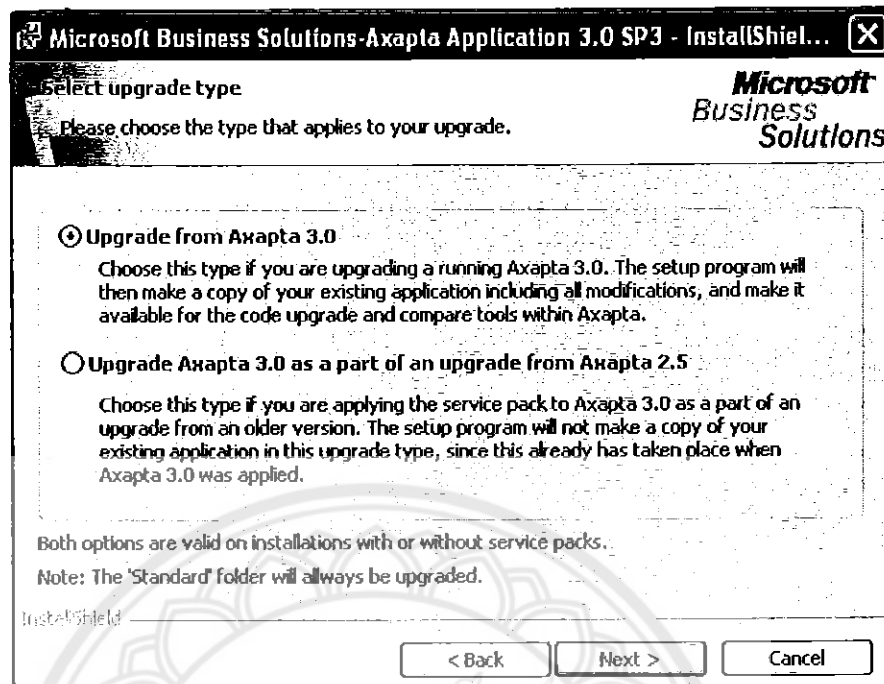 Microsoft Business Solutions-Axapta Application 3.0 SP3 - InstallShiel...
Select upgrade type
Please choose the type that applies to your upgrade.
Microsoft
Business
Solutions
Upgrade from Axapta 3.0
Choose this type if you are upgrading a running Axapta 3.0. The setup program will
then make a copy of your existing application including all modifications, and make it
available for the code upgrade and compare tools within Axapta.
Upgrade Axapta 3.0 as a part of an upgrade from Axapta 2.5
Choose this type if you are applying the service pack to Axapta 3.0 as a part of an
upgrade from an older version. The setup program will not make a copy of your
existing application in this upgrade type, since this already has taken place when
Axapta 3.0 was applied.
Both options are valid on installations with or without service packs.
Note: The 'Standard' folder will allways be upgraded.
InstallShield
< Back
Next >
Cancel